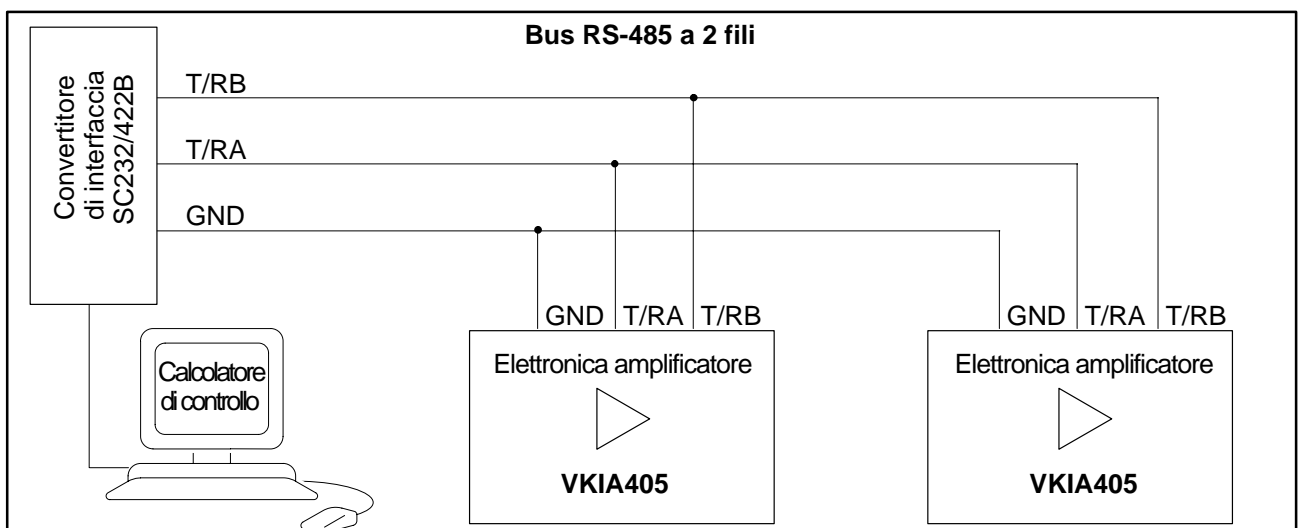 Bus RS-485 a 2 fili
Convertitore
di interfaccia
SC232/422B
T/RB
T/RA
GND
GND T/RA T/RB
GND T/RA T/RB
Calcolatore
di controllo
Elettronica amplificatore
VKIA405
Elettronica amplificatore
VKIA405